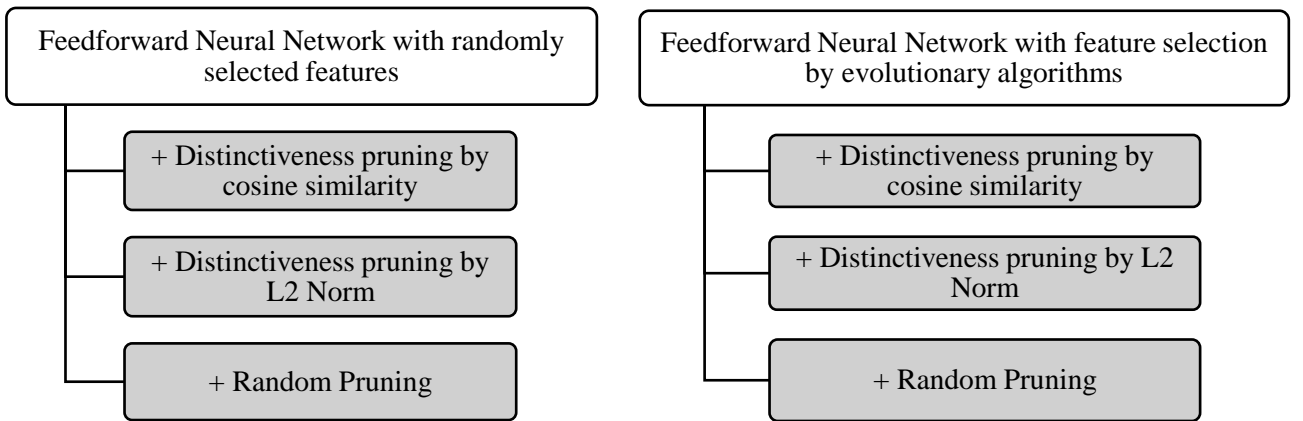 Feedforward Neural Network with randomly
selected features
+ Distinctiveness pruning by
cosine similarity
+ Distinctiveness pruning by
L2 Norm
+ Random Pruning
Feedforward Neural Network with feature selection
by evolutionary algorithms
+ Distinctiveness pruning by
cosine similarity
+ Distinctiveness pruning by L2
Norm
+ Random Pruning